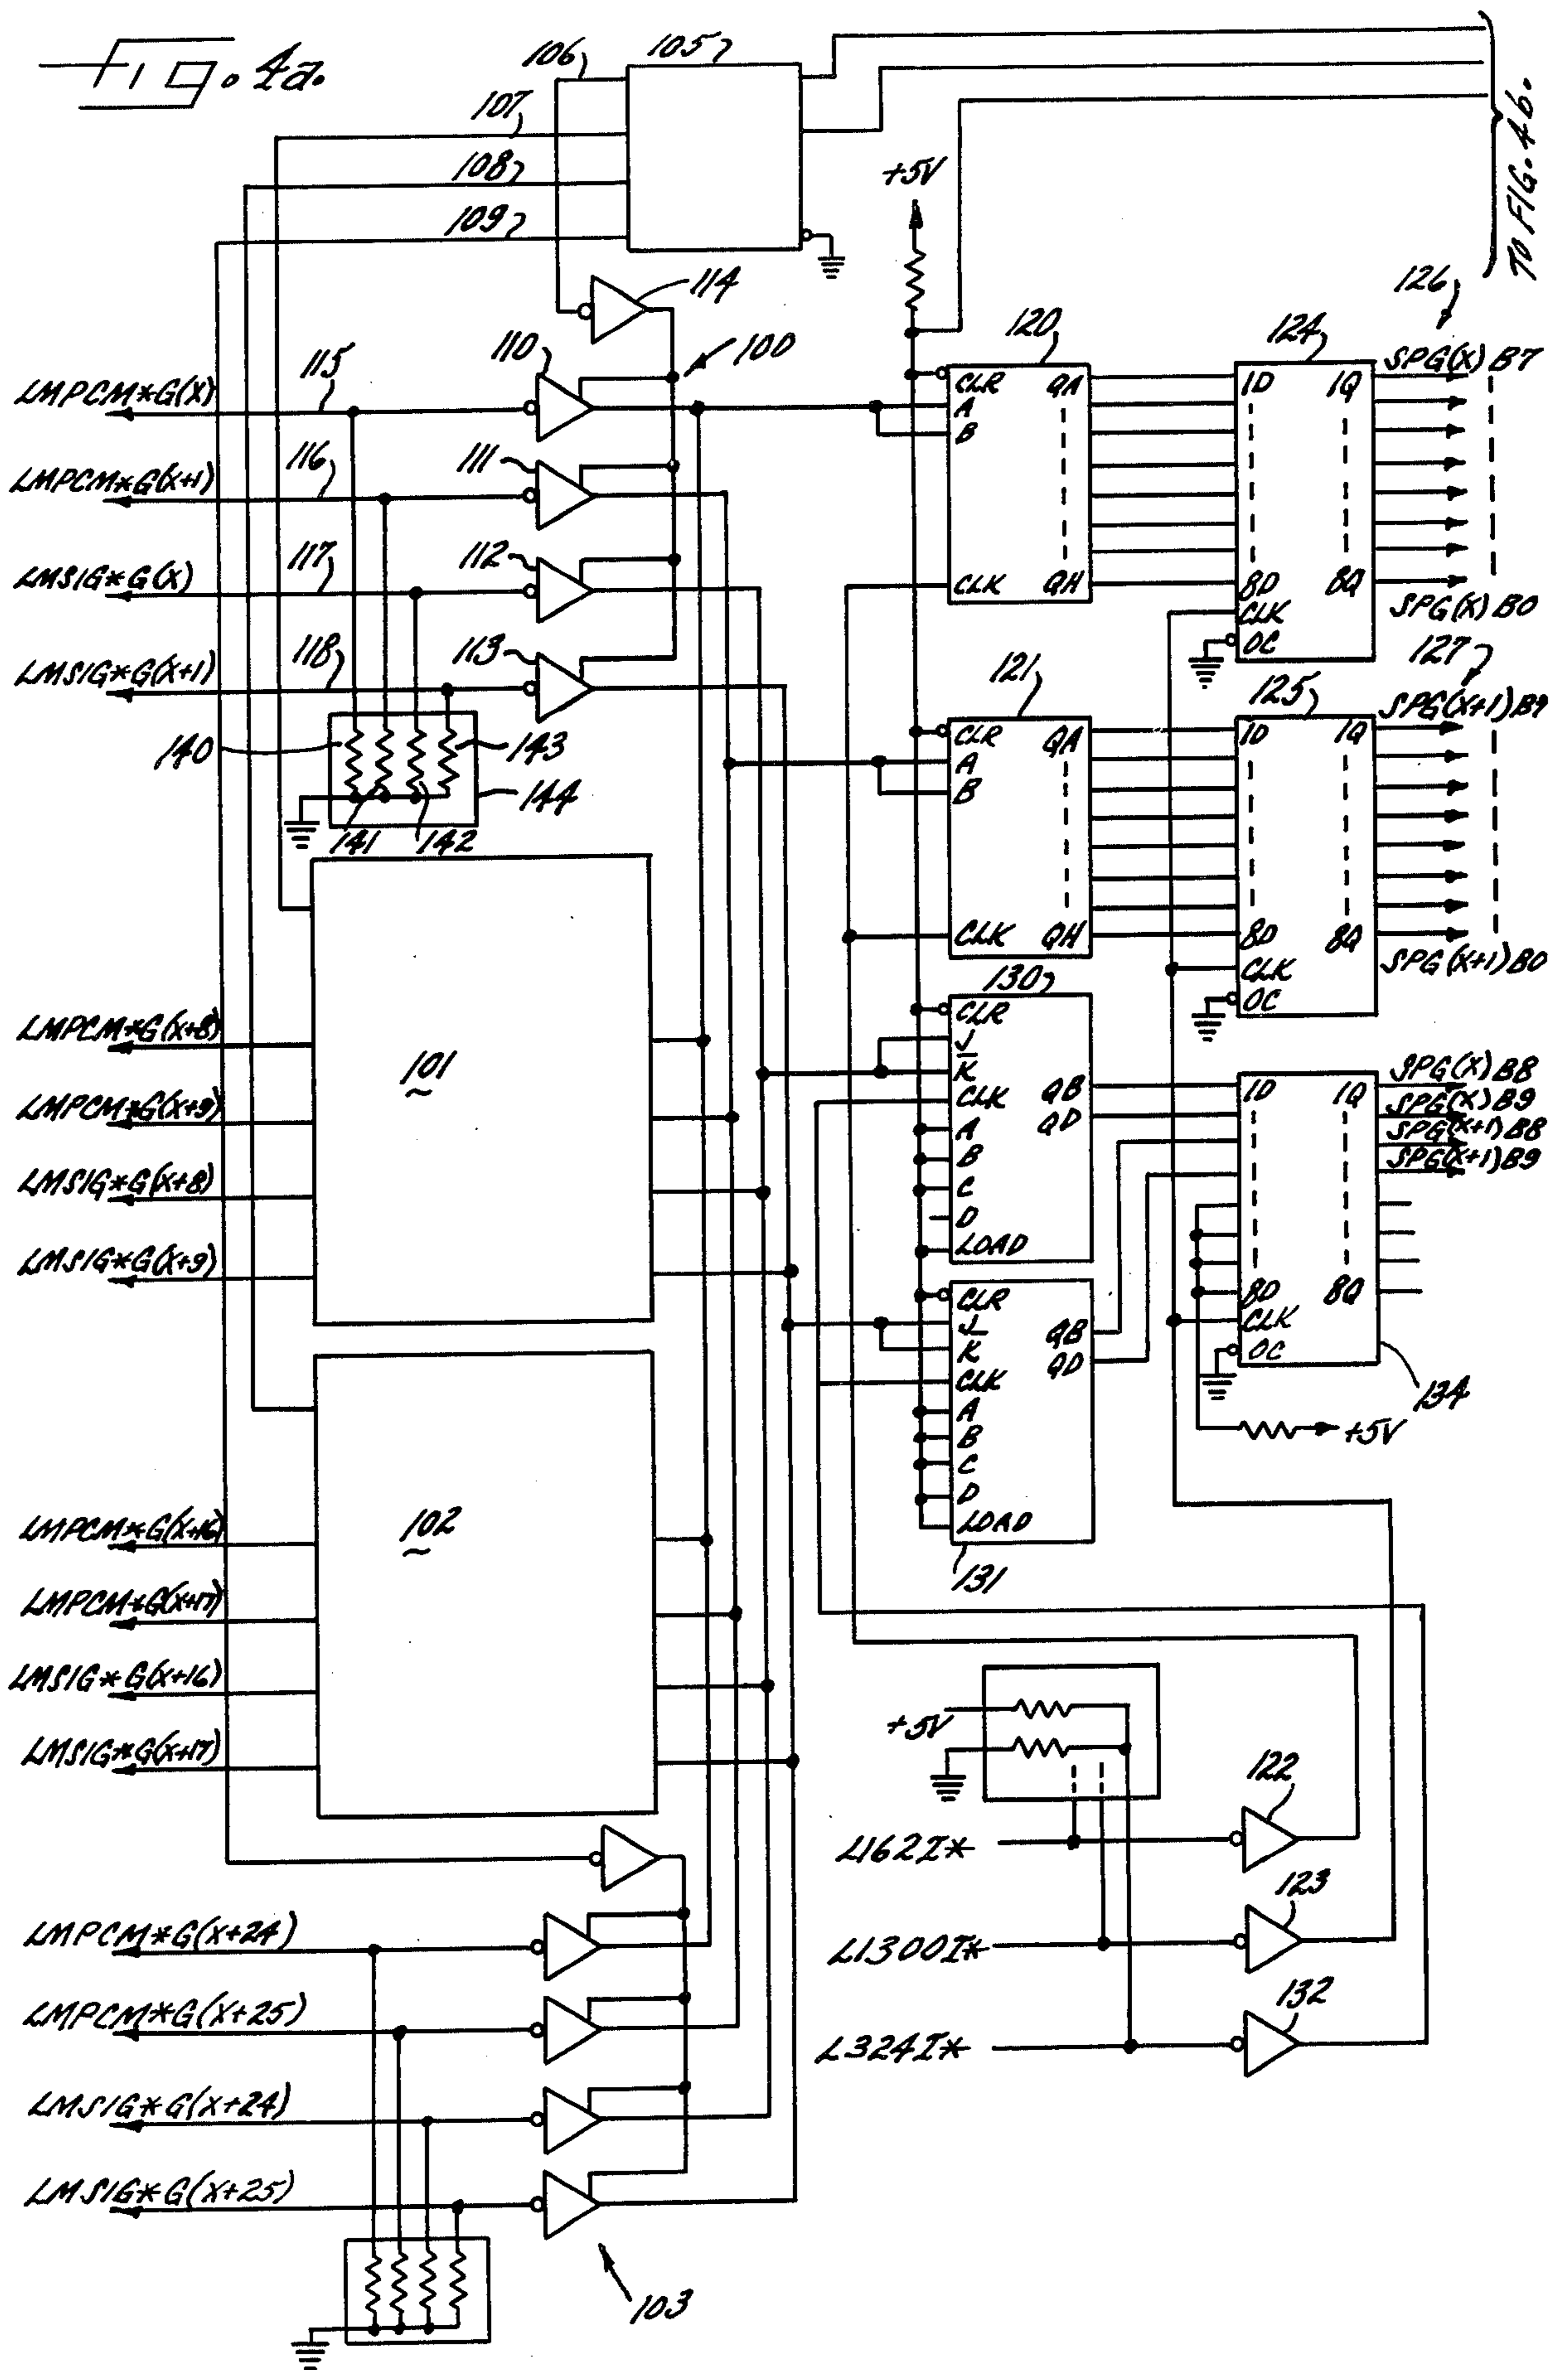 Fig. 4a.
106
105
107
108
109
TO FIG. 4b.
+5V
114
100
126
120
124
110
115
LMPCM*G(X)
CLR QA
A
B
CLK QH
1D 1Q
8D 8Q
CLK
OC
SPG(X)B7
SPG(X)B0
116
111
LMPCM*G(X+1)
117
112
LMSIG*G(X)
118
113
LMSIG*G(X+1)
127
121
125
140
143
144
141
142
CLR QA
A
B
CLK QH
1D 1Q
8D 8Q
CLK
OC
SPG(X+1)B9
SPG(X+1)B0
130
101
LMPCM*G(X+8)
LMPCM*G(X+9)
LMSIG*G(X+8)
LMSIG*G(X+9)
CLR
J
K
CLK QB
QD
A
B
C
D
LOAD
1D 1Q
8D 8Q
CLK
OC
SPG(X)B8
SPG(X)B9
SPG(X+1)B8
SPG(X+1)B9
134
+5V
CLR
J QB
K QD
CLK
A
B
C
D
LOAD
131
102
LMPCM*G(X+16)
LMPCM*G(X+17)
LMSIG*G(X+16)
LMSIG*G(X+17)
+5V
122
L162I*
123
L1300I*
132
L324I*
LMPCM*G(X+24)
LMPCM*G(X+25)
LMSIG*G(X+24)
LMSIG*G(X+25)
103